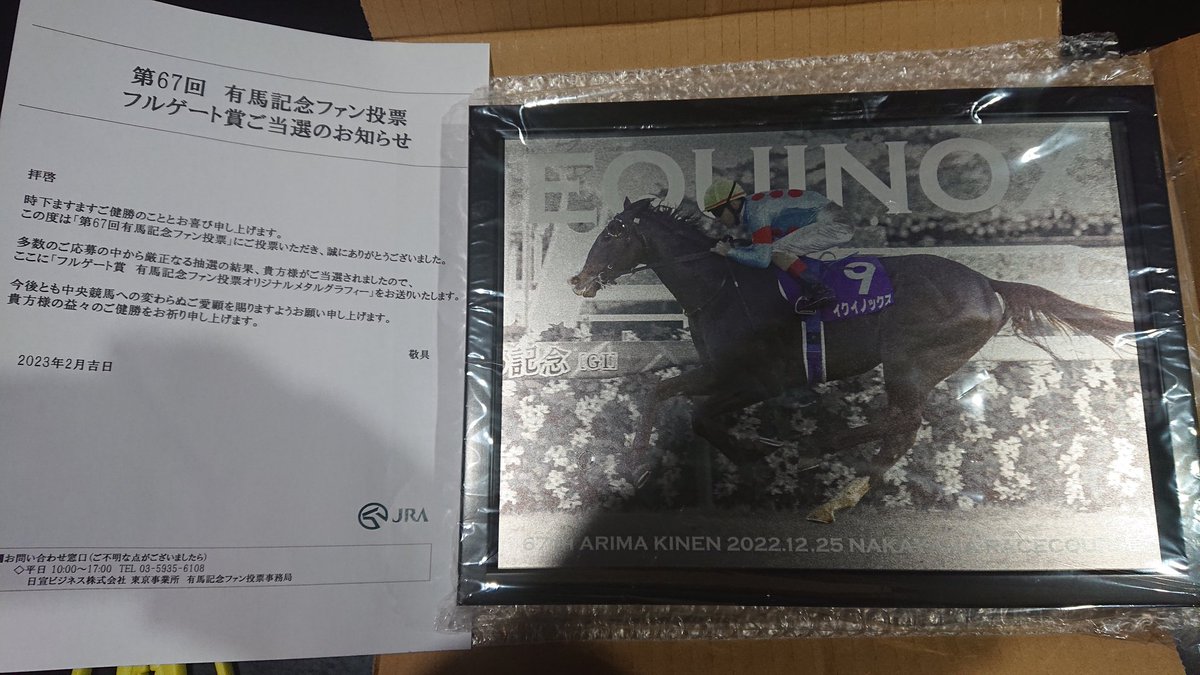 第67回 有馬記念ファン投票
フルゲート賞ご当選のお知らせ
拝啓
時下ますますご健勝のこととお喜び申し上げます。
この度は「第67回有馬記念ファン投票」にご投票いただき、誠にありがとうございました。
多数のご応募の中から厳正なる抽選の結果、貴方様がご当選されましたので、
ここに「フルゲート賞 有馬記念ファン投票オリジナルメタルグラフィー」をお送りいたします。
今後とも中央競馬への変わらぬご愛顧を賜りますようお願い申し上げます。
貴方様の益々のご健勝をお祈り申し上げます。
敬具
2023年2月吉日
JRA
■お問い合わせ窓口(ご不明な点がございましたら)
◇平日 10:00~17:00 TEL 03-5935-6108
日宣ビジネス株式会社 東京事業所 有馬記念ファン投票事務局
EQUINOX
9
イクイノックス
記念 [GI]
67TH ARIMA KINEN 2022.12.25